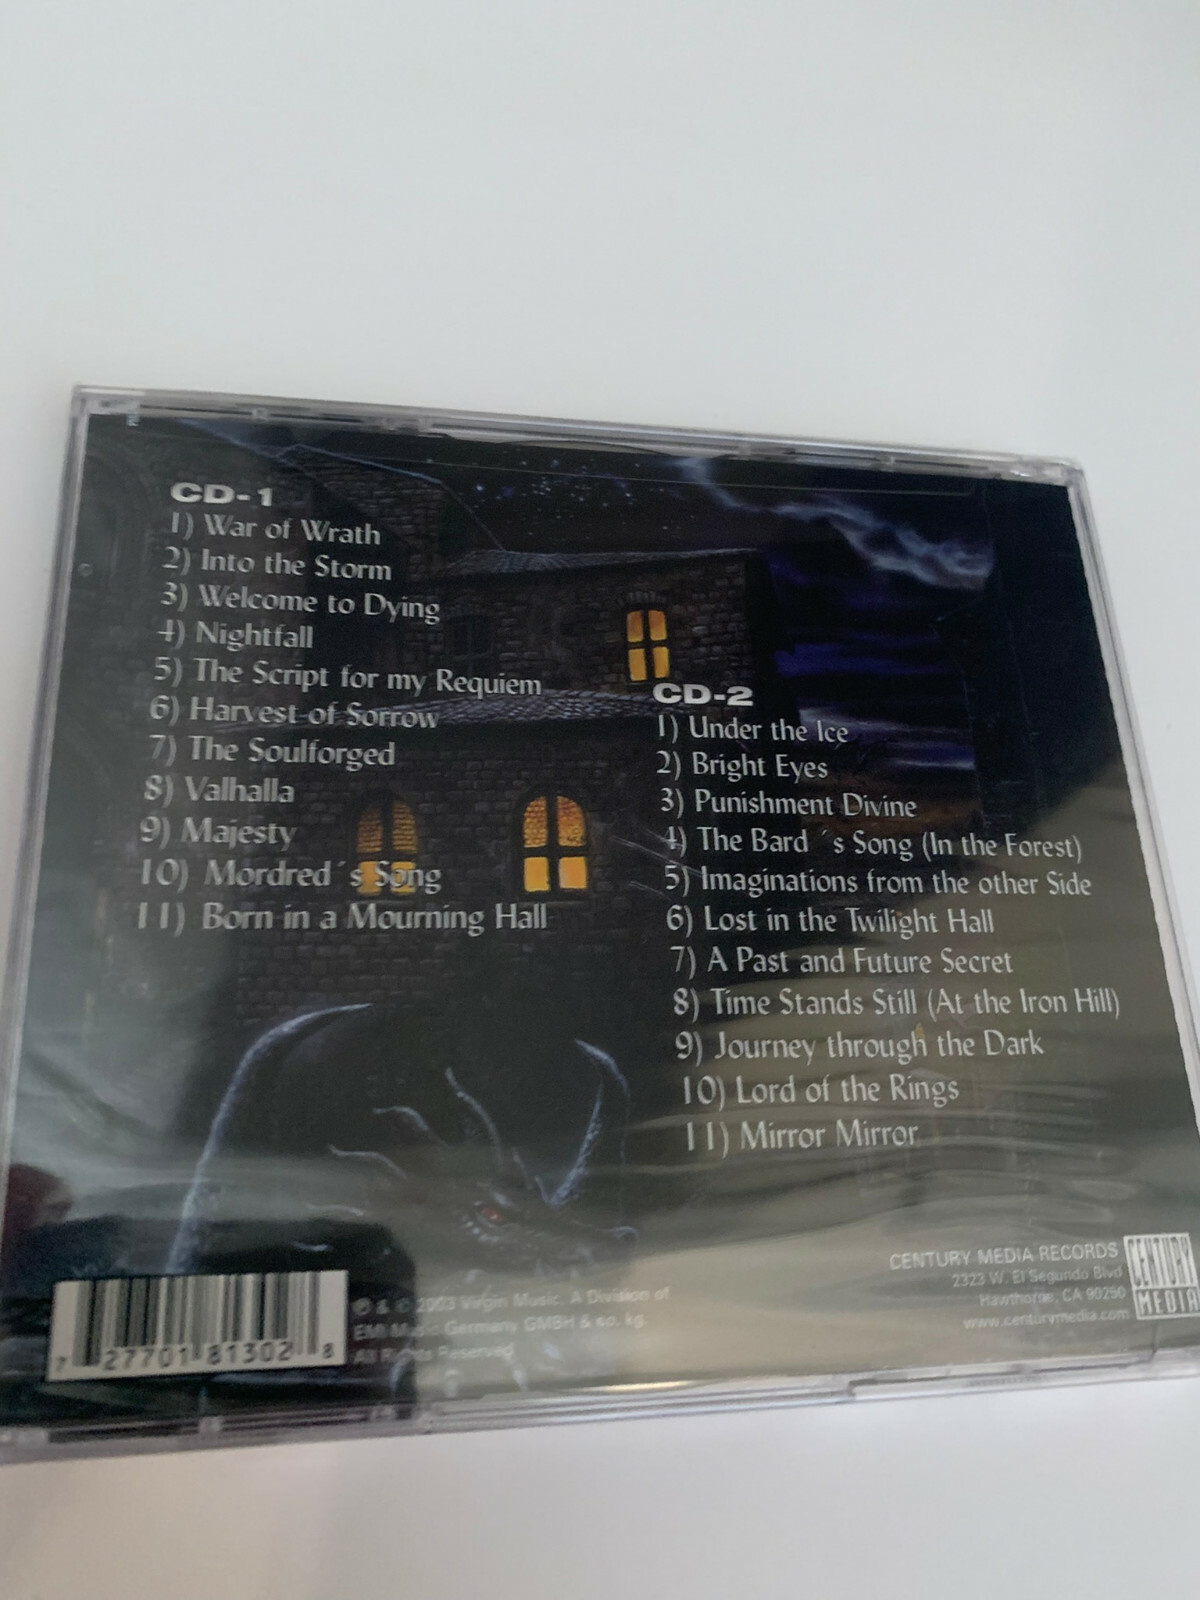 CD-1
1) War of Wrath
2) Into the Storm
3) Welcome to Dying
4) Nightfall
5) The Script for my Requiem
6) Harvest of Sorrow
7) The Soulforged
8) Valhalla
9) Majesty
10) Mordred´s Song
11) Born in a Mourning Hall
CD-2
1) Under the Ice
2) Bright Eyes
3) Punishment Divine
4) The Bard ´s Song (In the Forest)
5) Imaginations from the other Side
6) Lost in the Twilight Hall
7) A Past and Future Secret
8) Time Stands Still (At the Iron Hill)
9) Journey through the Dark
10) Lord of the Rings
11) Mirror Mirror
7 27701 81302 8
℗ & © 2003 Virgin Music. A Division of
EMI Music Germany GMBH & co. kg.
All Rights Reserved
CENTURY MEDIA RECORDS
2323 W. El Segundo Blvd
Hawthorne, CA 90250
www.centurymedia.com
CENTURY
MEDIA